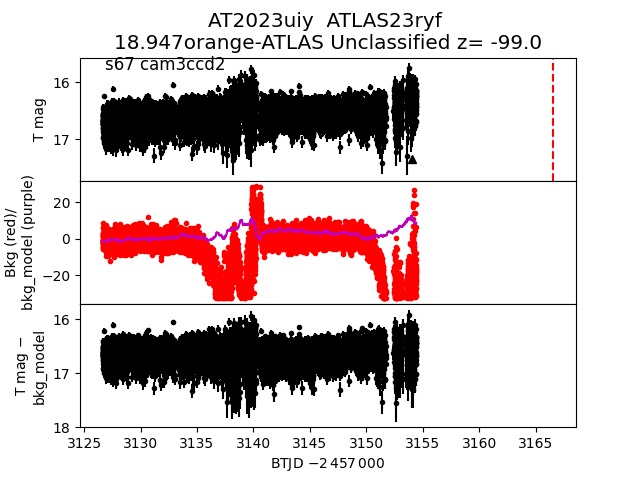 AT2023uiy  ATLAS23ryf
18.947orange-ATLAS Unclassified z= -99.0
s67 cam3ccd2
T mag
16
17
Bkg (red)/
bkg_model (purple)
20
0
−20
T mag −
bkg_model
16
17
18
3125 3130 3135 3140 3145 3150 3155 3160 3165
BTJD −2 457 000